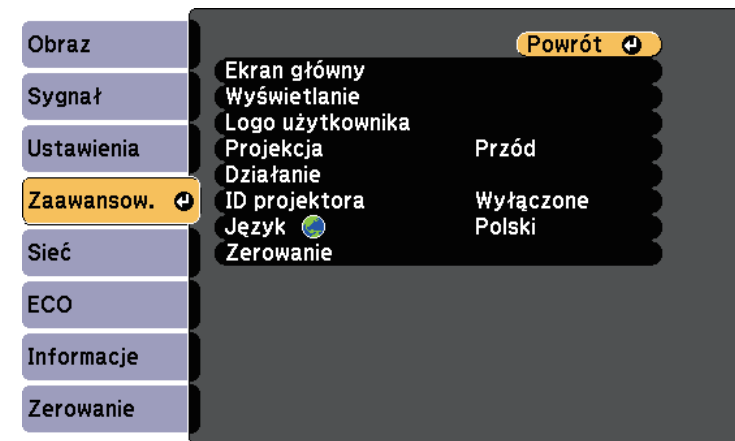 Obraz
Sygnał
Ustawienia
Zaawansow.
Sieć
ECO
Informacje
Zerowanie
Powrót
Ekran główny
Wyświetlanie
Logo użytkownika
Projekcja Przód
Działanie
ID projektora Wyłączone
Język Polski
Zerowanie